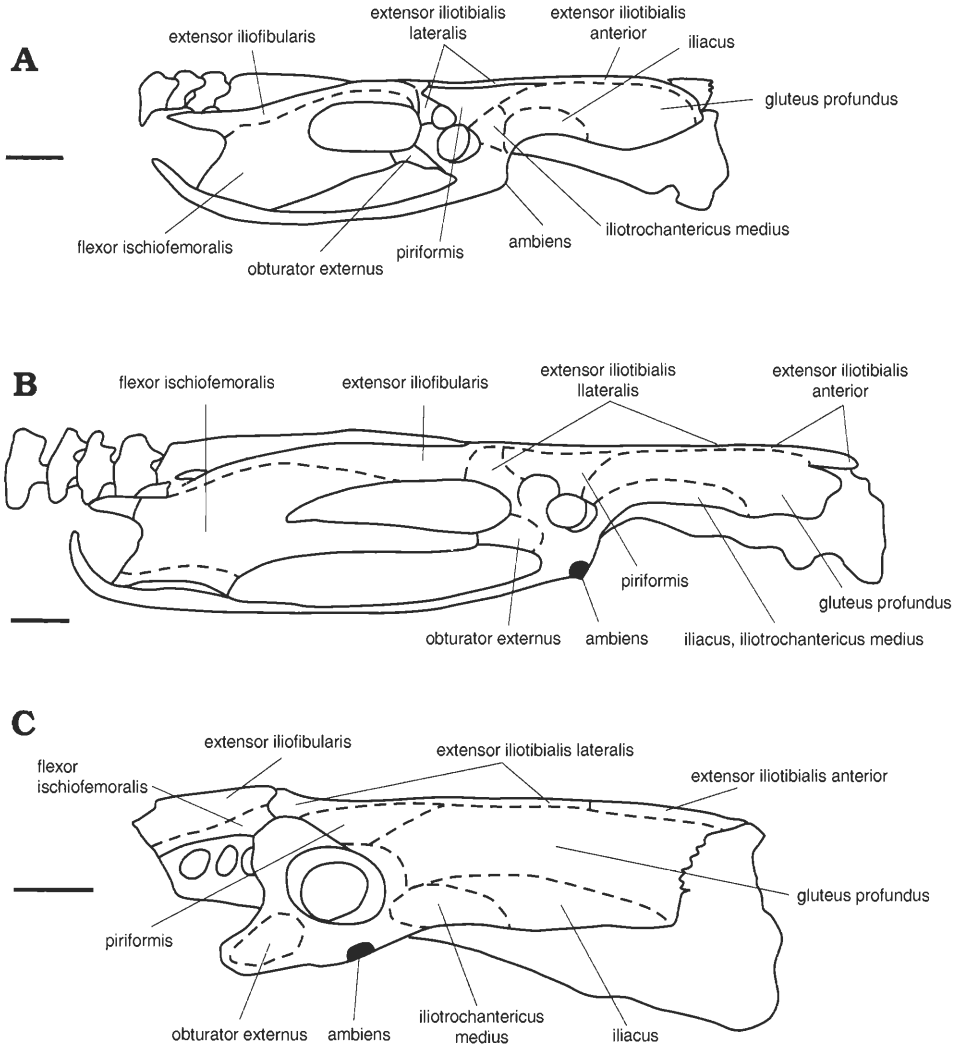 A
extensor iliofibularis
extensor iliotibialis
lateralis
extensor iliotibialis
anterior
iliacus
gluteus profundus
flexor ischiofemoralis
obturator externus
piriformis
ambiens
iliotrochantericus medius
B
flexor ischiofemoralis
extensor iliofibularis
extensor iliotibialis
llateralis
extensor iliotibialis
anterior
piriformis
gluteus profundus
obturator externus
ambiens
iliacus, iliotrochantericus medius
C
flexor
ischiofemoralis
extensor iliofibularis
extensor iliotibialis lateralis
extensor iliotibialis anterior
gluteus profundus
piriformis
obturator externus
ambiens
iliotrochantericus
medius
iliacus